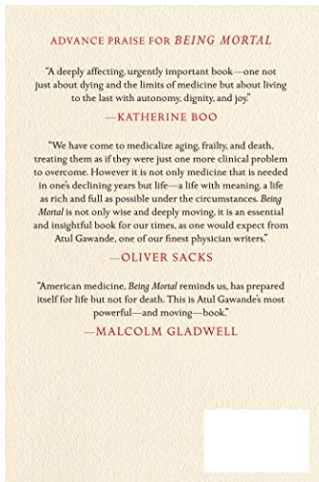 ADVANCE PRAISE FOR BEING MORTAL
“A deeply affecting, urgently important book—one not
just about dying and the limits of medicine but about living
to the last with autonomy, dignity, and joy.”
—KATHERINE BOO
“We have come to medicalize aging, frailty, and death,
treating them as if they were just one more clinical problem
to overcome. However it is not only medicine that is needed
in one’s declining years but life—a life with meaning, a life
as rich and full as possible under the circumstances. Being
Mortal is not only wise and deeply moving, it is an essential
and insightful book for our times, as one would expect from
Atul Gawande, one of our finest physician writers.”
—OLIVER SACKS
“American medicine, Being Mortal reminds us, has prepared
itself for life but not for death. This is Atul Gawande’s most
powerful—and moving—book.”
—MALCOLM GLADWELL